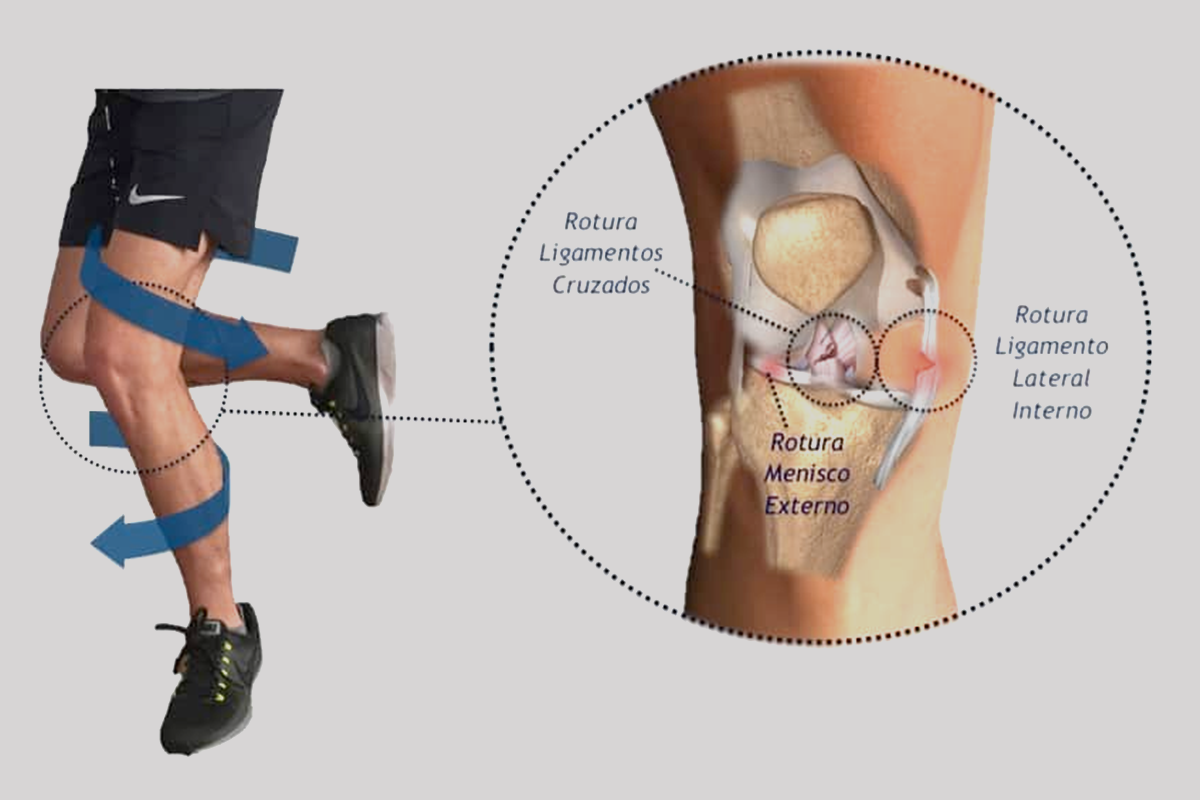 Rotura
Ligamentos
Cruzados
Rotura
Ligamento
Lateral
Interno
Rotura
Menisco
Externo